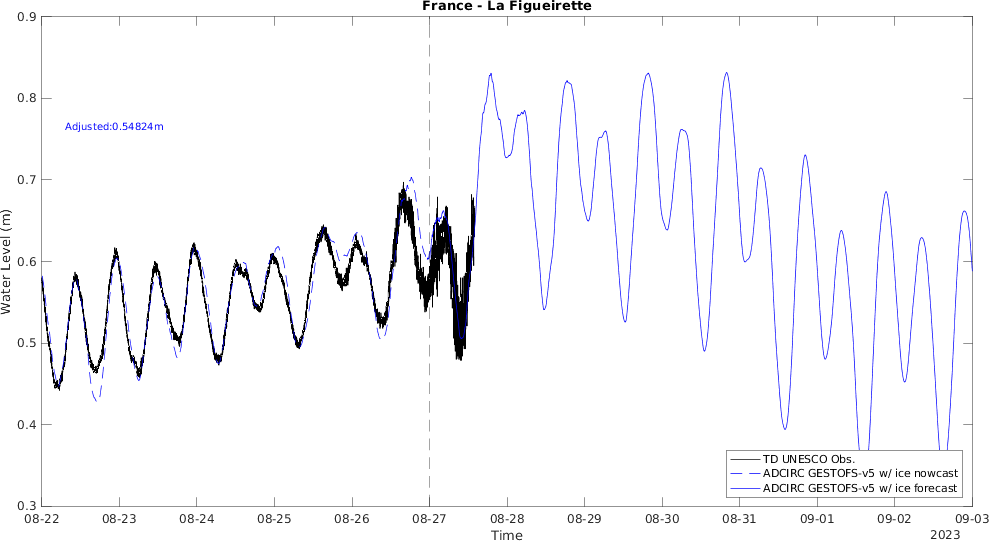 France - La Figueirette
0.9
0.8
0.7
0.6
0.5
0.4
0.3
Water Level (m)
Adjusted:0.54824m
TD UNESCO Obs.
ADCIRC GESTOFS-v5 w/ ice nowcast
ADCIRC GESTOFS-v5 w/ ice forecast
08-22 08-23 08-24 08-25 08-26 08-27 08-28 08-29 08-30 08-31 09-01 09-02 09-03
Time
2023